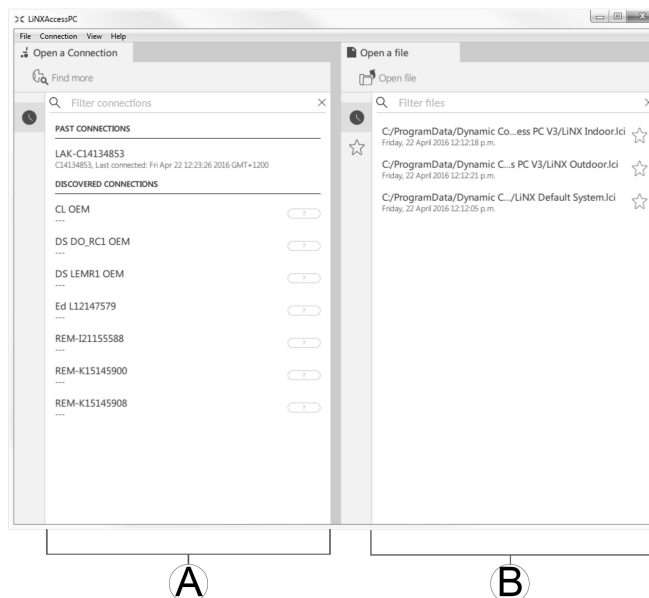 LiNXAccessPC
File Connection View Help
Open a Connection
Find more
Filter connections
PAST CONNECTIONS
LAK-C14134853
C14134853, Last connected: Fri Apr 22 12:23:26 2016 GMT+1200
DISCOVERED CONNECTIONS
CL OEM
---
?
DS DO_RC1 OEM
---
?
DS LEMR1 OEM
---
?
Ed L12147579
---
?
REM-I21155588
---
?
REM-K15145900
---
?
REM-K15145908
---
?
Open a file
Open file
Filter files
C:/ProgramData/Dynamic Co...ess PC V3/LiNX Indoor.lci
Friday, 22 April 2016 12:12:18 p.m.
C:/ProgramData/Dynamic C...s PC V3/LiNX Outdoor.lci
Friday, 22 April 2016 12:12:21 p.m.
C:/ProgramData/Dynamic C.../LiNX Default System.lci
Friday, 22 April 2016 12:12:05 p.m.
A
B